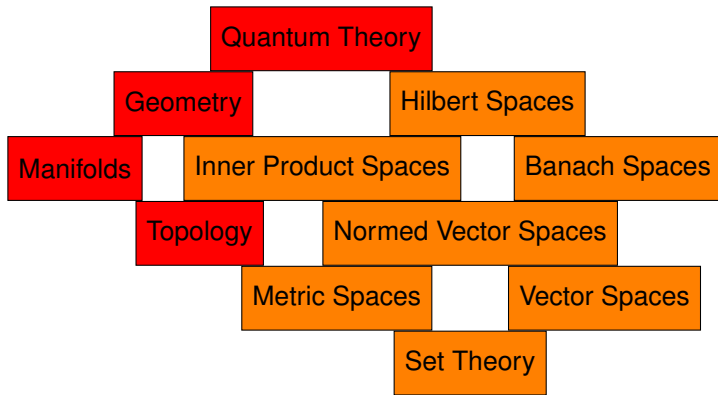 Quantum Theory
Geometry Hilbert Spaces
Manifolds Inner Product Spaces Banach Spaces
Topology Normed Vector Spaces
Metric Spaces Vector Spaces
Set Theory